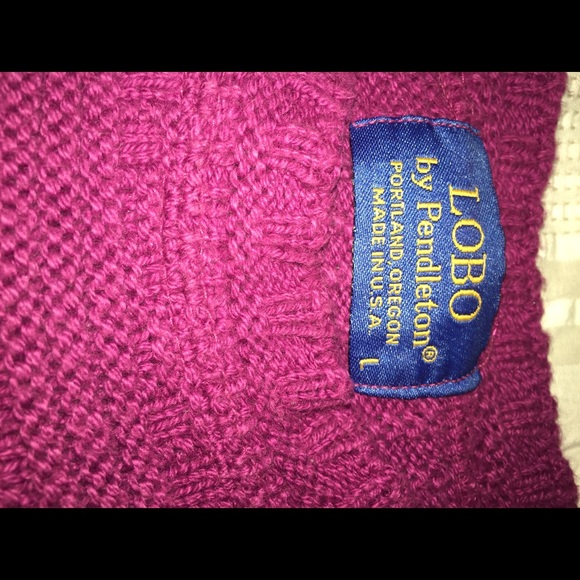 LOBO
by Pendleton®
PORTLAND OREGON
MADE IN U.S.A
L